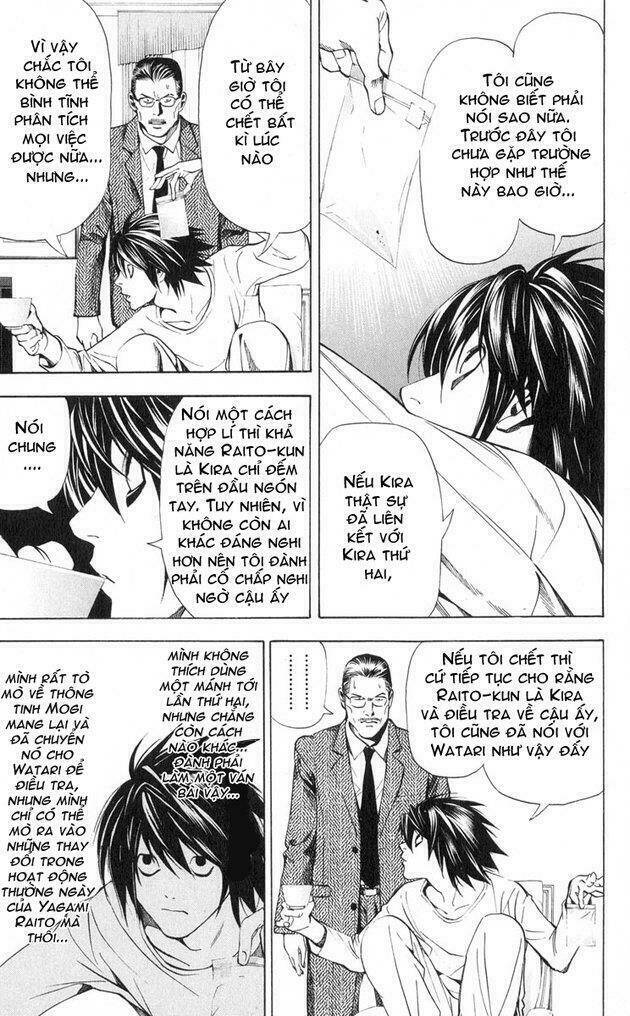 TÔI CŨNG
KHÔNG BIẾT PHẢI
NÓI SAO NỮA.
TRƯỚC ĐÂY TÔI
CHƯA GẶP TRƯỜNG
HỢP NHƯ THẾ
NÀY BAO GIỜ...
NẾU KIRA
THẬT SỰ
ĐÃ LIÊN
KẾT VỚI
KIRA THỨ
HAI,
TỪ BÂY
GIỜ TÔI
CÓ THỂ
CHẾT BẤT
KÌ LÚC
NÀO
VÌ VẬY
CHẮC TÔI
KHÔNG THỂ
BÌNH TĨNH
PHÂN TÍCH
MỌI VIỆC
ĐƯỢC NỮA...
NHƯNG...
NÓI MỘT CÁCH
HỢP LÍ THÌ KHẢ
NĂNG RAITO-KUN
LÀ KIRA CHỈ ĐẾM
TRÊN ĐẦU NGÓN
TAY. TUY NHIÊN, VÌ
KHÔNG CÒN AI
KHÁC ĐÁNG NGHI
HƠN NÊN TÔI ĐÀNH
PHẢI CỐ CHẤP NGHI
NGỜ CẬU ẤY
NÓI
CHUNG
....
NẾU TÔI CHẾT THÌ
CỨ TIẾP TỤC CHO RẰNG
RAITO-KUN LÀ KIRA
VÀ ĐIỀU TRA VỀ CẬU ẤY,
TÔI CŨNG ĐÃ NÓI VỚI
WATARI NHƯ VẬY ĐẤY
MÌNH KHÔNG
THÍCH DÙNG
MỘT MÁNH TỚI
LẦN THỨ HAI,
NHƯNG CHẲNG
CÒN CÁCH
NÀO KHÁC...
ĐÀNH PHẢI
LÀM MỘT VÁN
BÀI VẬY...
MÌNH RẤT TÒ
MÒ VỀ THÔNG
TIN MOGI
MANG LẠI VÀ
ĐÃ CHUYỂN
NÓ CHO
WATARI ĐỂ
ĐIỀU TRA,
NHƯNG MÌNH
CHỈ CÓ THỂ
MÒ RA VÀO
NHỮNG THAY
ĐỔI TRONG
HOẠT ĐỘNG
THƯỜNG NGÀY
CỦA YAGAMI
RAITO MÀ
THÔI...